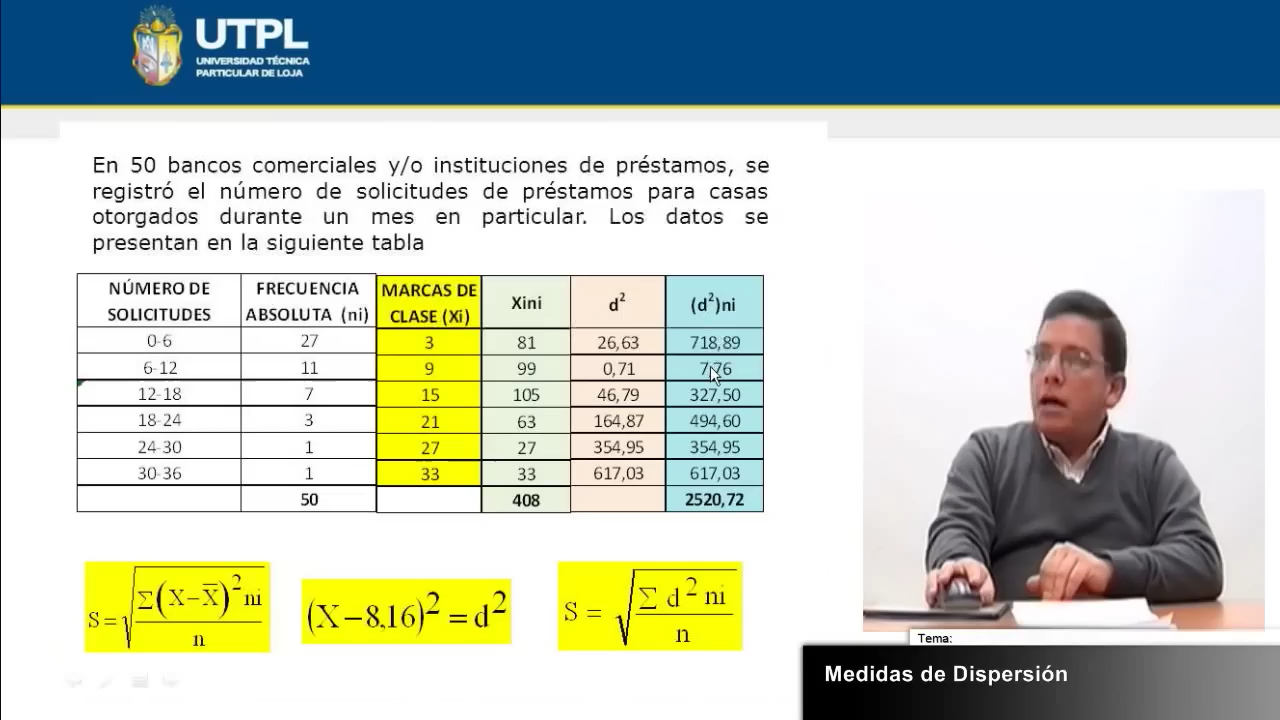 UTPL
UNIVERSIDAD TÉCNICA
PARTICULAR DE LOJA
En 50 bancos comerciales y/o instituciones de préstamos, se
registró el número de solicitudes de préstamos para casas
otorgados durante un mes en particular. Los datos se
presentan en la siguiente tabla
NÚMERO DE SOLICITUDES FRECUENCIA ABSOLUTA (ni) MARCAS DE CLASE (Xi) Xini d² (d²)ni
0-6 27 3 81 26,63 718,89
6-12 11 9 99 0,71 7,76
12-18 7 15 105 46,79 327,50
18-24 3 21 63 164,87 494,60
24-30 1 27 27 354,95 354,95
30-36 1 33 33 617,03 617,03
50 408 2520,72
S=√(Σ(X−X̄)²ni/n)
(X−8,16)²=d²
S = √(Σ d² ni/n)
Tema:
Medidas de Dispersión